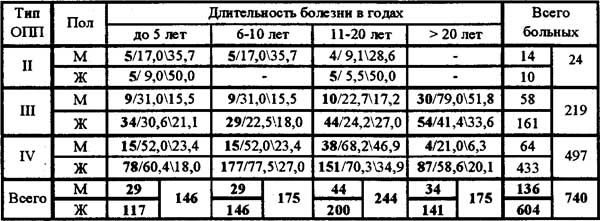 Тип ОПП Пол Длительность болезни в годах Всего больных
до 5 лет 6-10 лет 11-20 лет > 20 лет
II М 5/17,0\35,7 5/17,0\35,7 4/ 9,1\28,6 - 14 24
Ж 5/ 9,0\50,0 - 5/ 5,5\50,0 - 10
III М 9/31,0\15,5 9/31,0\15,5 10/22,7\17,2 30/79,0\51,8 58 219
Ж 34/30,6\21,1 29/22,5\18,0 44/24,2\27,0 54/41,4\33,6 161
IV М 15/52,0\23,4 15/52,0\23,4 38/68,2\46,9 4/21,0\6,3 64 497
Ж 78/60,4\18,0 177/77,5\27,0 151/70,3\34,9 87/58,6\20,1 433
Всего М 29 146 29 175 44 244 34 175 136 740
Ж 117 146 200 141 604